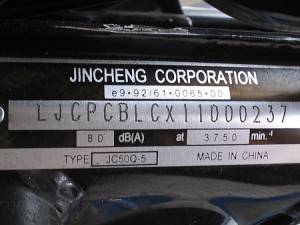 JINCHENG CORPORATION
e9*92/61*0065*00
LJCPCBLCX11000237
80 dB(A) at 3750 min.-1
TYPE JC50Q-5 MADE IN CHINA